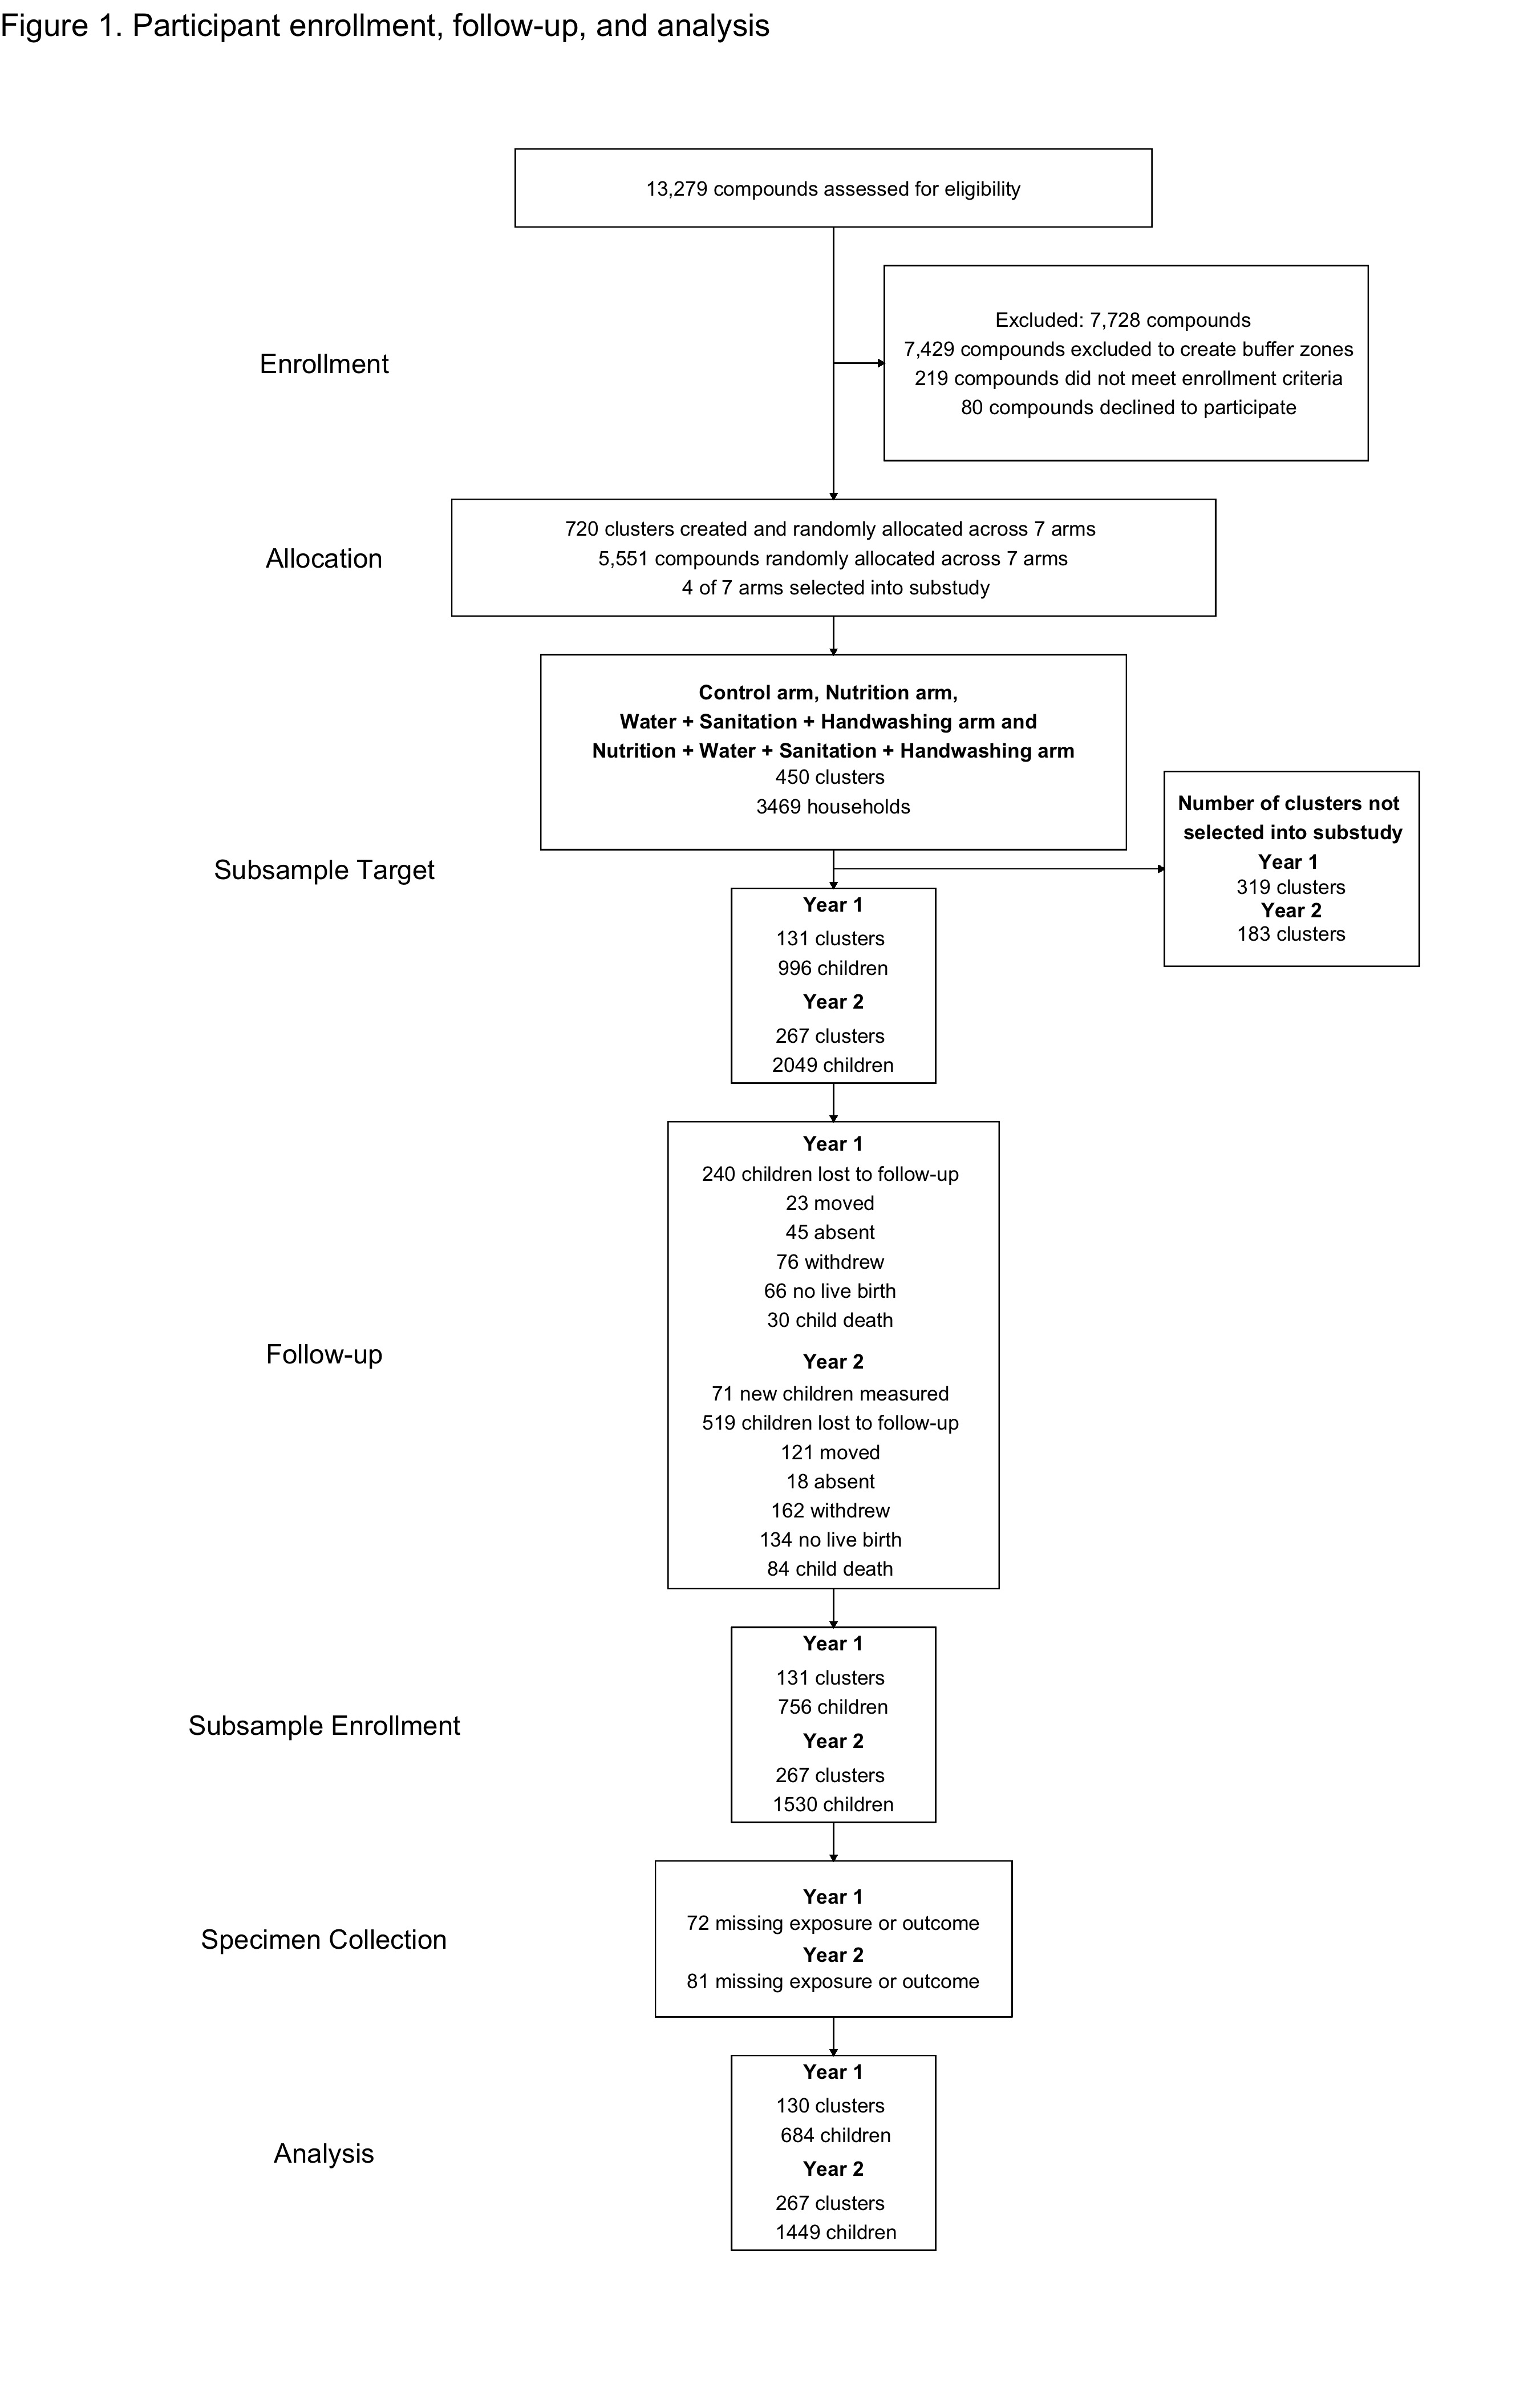 Figure 1. Participant enrollment, follow-up, and analysis
13,279 compounds assessed for eligibility
Enrollment
Excluded: 7,728 compounds
7,429 compounds excluded to create buffer zones
219 compounds did not meet enrollment criteria
80 compounds declined to participate
Allocation
720 clusters created and randomly allocated across 7 arms
5,551 compounds randomly allocated across 7 arms
4 of 7 arms selected into substudy
Control arm, Nutrition arm,
Water + Sanitation + Handwashing arm and
Nutrition + Water + Sanitation + Handwashing arm
450 clusters
3469 households
Number of clusters not
selected into substudy
Year 1
319 clusters
Year 2
183 clusters
Subsample Target
Year 1
131 clusters
996 children
Year 2
267 clusters
2049 children
Follow-up
Year 1
240 children lost to follow-up
23 moved
45 absent
76 withdrew
66 no live birth
30 child death
Year 2
71 new children measured
519 children lost to follow-up
121 moved
18 absent
162 withdrew
134 no live birth
84 child death
Subsample Enrollment
Year 1
131 clusters
756 children
Year 2
267 clusters
1530 children
Specimen Collection
Year 1
72 missing exposure or outcome
Year 2
81 missing exposure or outcome
Analysis
Year 1
130 clusters
684 children
Year 2
267 clusters
1449 children